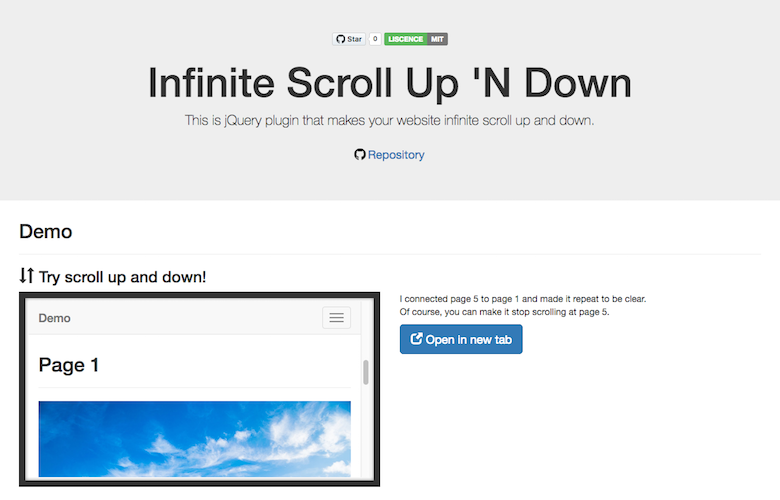 Star 0 LISCENCE MIT
Infinite Scroll Up 'N Down
This is jQuery plugin that makes your website infinite scroll up and down.
Repository
Demo
Try scroll up and down!
Demo
Page 1
I connected page 5 to page 1 and made it repeat to be clear.
Of course, you can make it stop scrolling at page 5.
Open in new tab